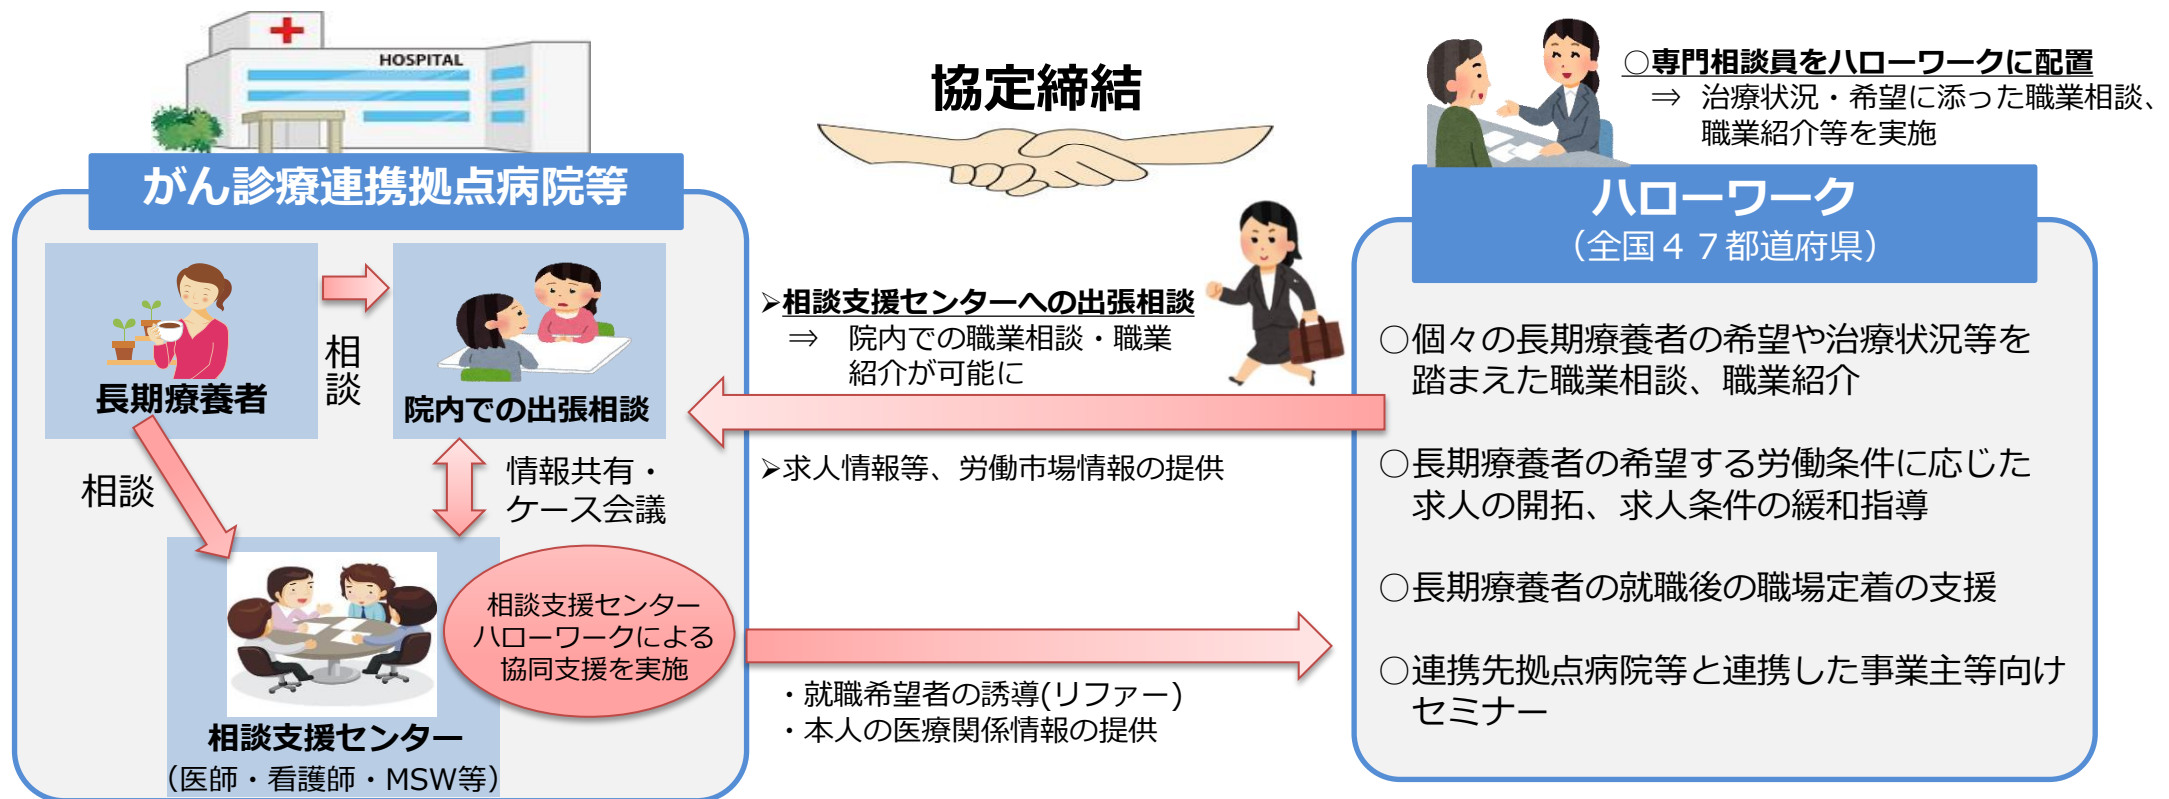 HOSPITAL
がん診療連携拠点病院等
長期療養者
相談
院内での出張相談
相談
情報共有・
ケース会議
相談支援センター
ハローワークによる
協同支援を実施
相談支援センター
（医師・看護師・MSW等）
協定締結
➢相談支援センターへの出張相談
⇒ 院内での職業相談・職業
紹介が可能に
➢求人情報等、労働市場情報の提供
・就職希望者の誘導(リファー)
・本人の医療関係情報の提供
○専門相談員をハローワークに配置
⇒ 治療状況・希望に添った職業相談、
職業紹介等を実施
ハローワーク
（全国４７都道府県）
○個々の長期療養者の希望や治療状況等を
踏まえた職業相談、職業紹介
○長期療養者の希望する労働条件に応じた
求人の開拓、求人条件の緩和指導
○長期療養者の就職後の職場定着の支援
○連携先拠点病院等と連携した事業主等向け
セミナー